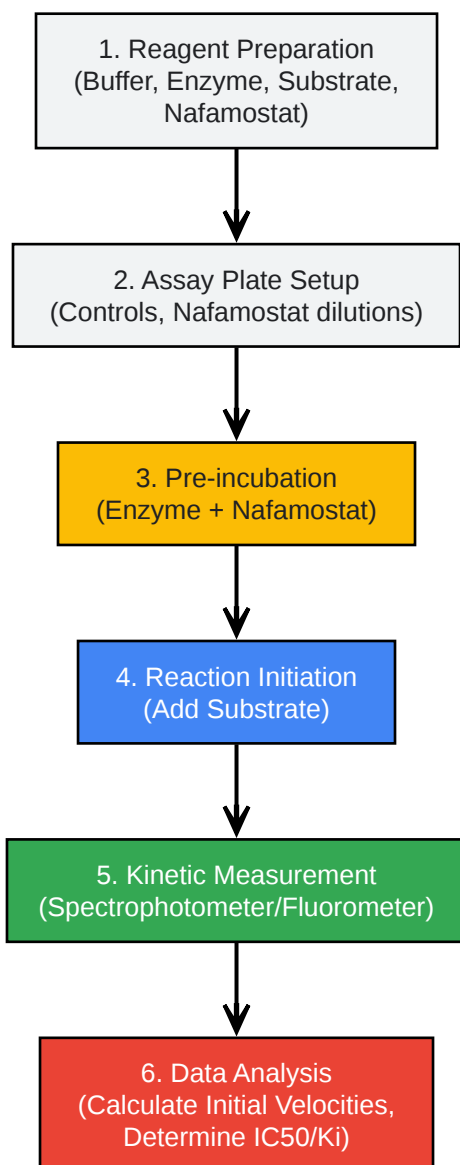 1. Reagent Preparation
(Buffer, Enzyme, Substrate,
Nafamostat)
2. Assay Plate Setup
(Controls, Nafamostat dilutions)
3. Pre-incubation
(Enzyme + Nafamostat)
4. Reaction Initiation
(Add Substrate)
5. Kinetic Measurement
(Spectrophotometer/Fluorometer)
6. Data Analysis
(Calculate Initial Velocities,
Determine IC50/Ki)